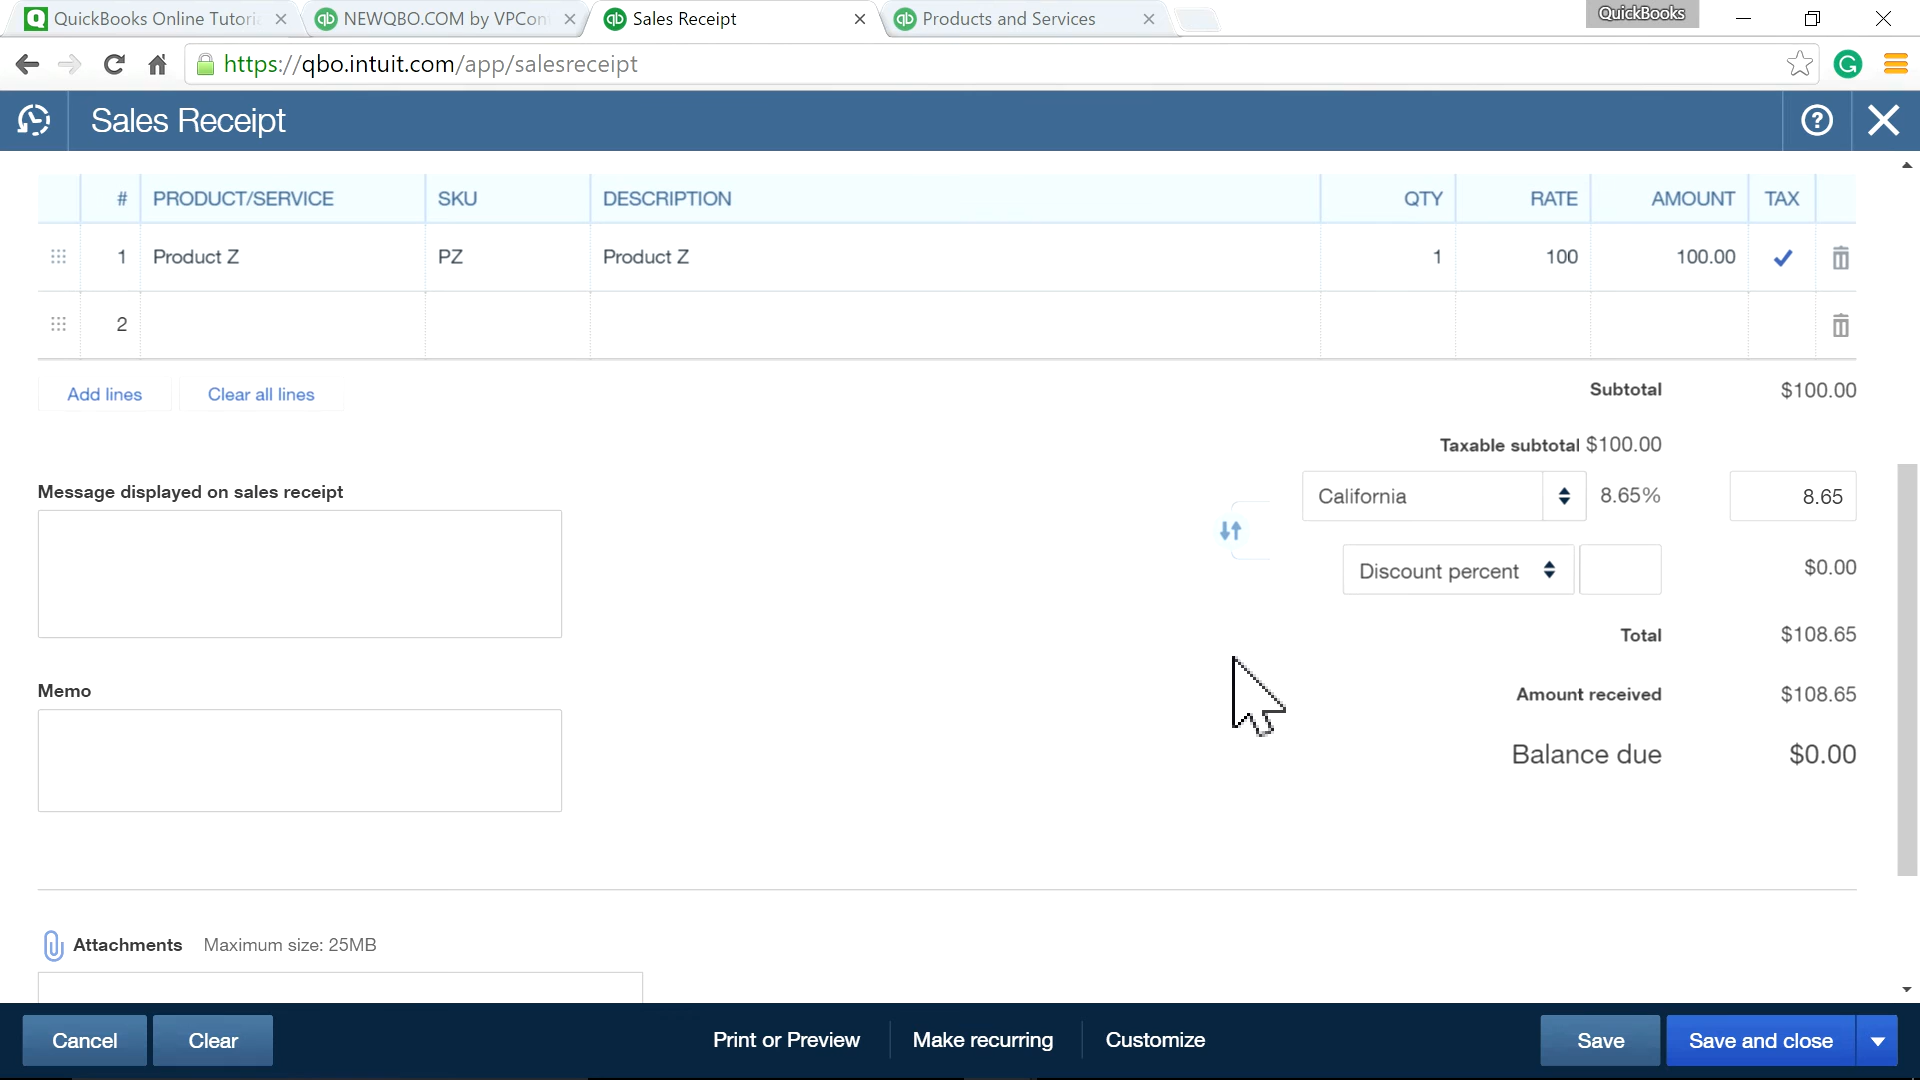 QuickBooks Online Tutoria
NEWQBO.COM by VPCon
Sales Receipt
Products and Services
QuickBooks
https://qbo.intuit.com/app/salesreceipt
Sales Receipt
# PRODUCT/SERVICE SKU DESCRIPTION QTY RATE AMOUNT TAX
1 Product Z PZ Product Z 1 100 100.00
2
Add lines Clear all lines
Subtotal $100.00
Taxable subtotal $100.00
Message displayed on sales receipt
California 8.65% 8.65
Discount percent $0.00
Total $108.65
Memo
Amount received $108.65
Balance due $0.00
Attachments Maximum size: 25MB
Cancel Clear Print or Preview Make recurring Customize Save Save and close